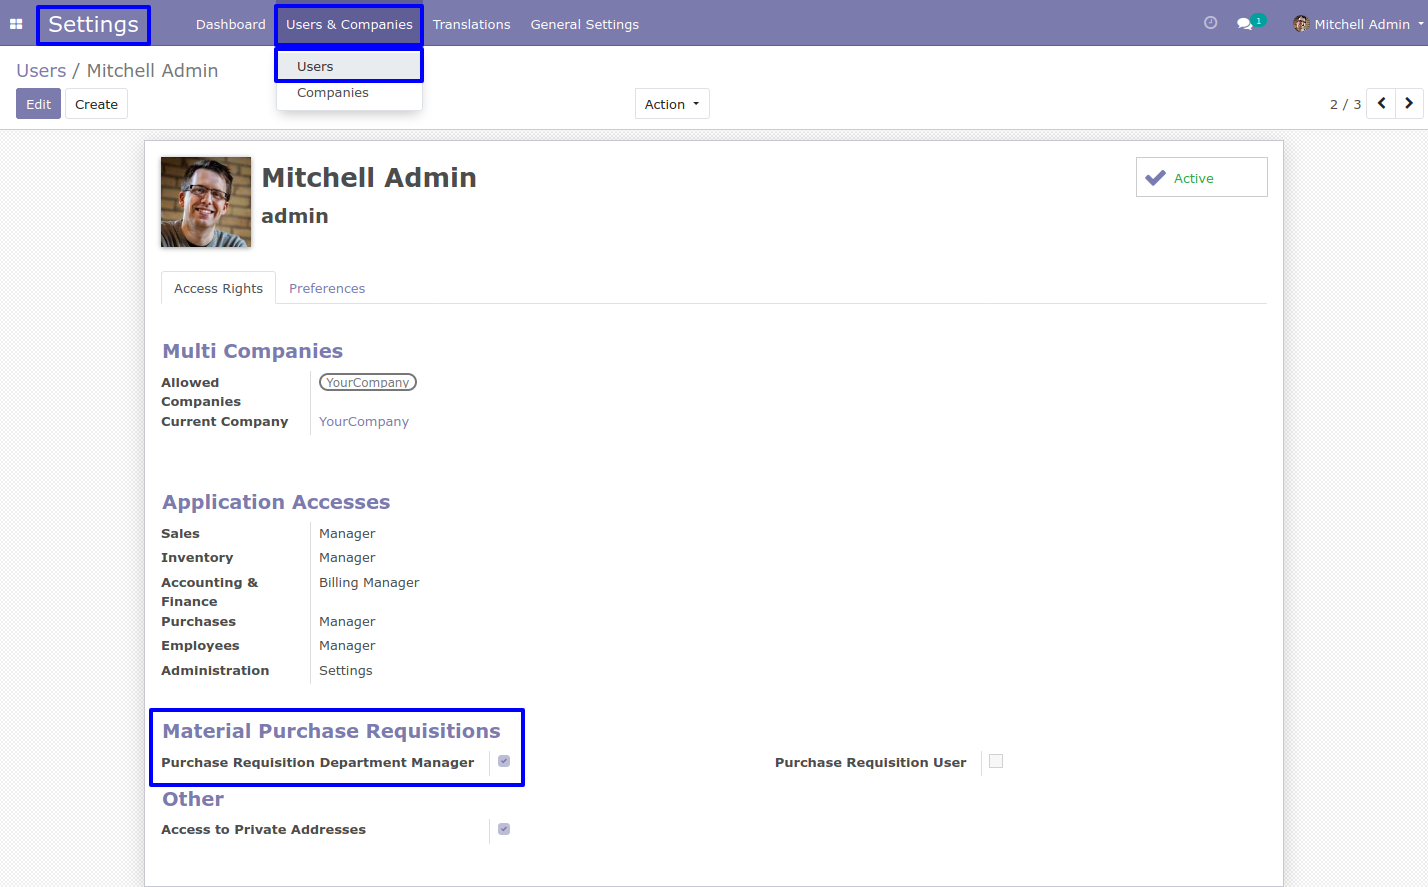 Settings Dashboard Users & Companies Translations General Settings 1 Mitchell Admin
Users
Companies
Users / Mitchell Admin
Edit Create Action 2 / 3
Mitchell Admin
admin
Active
Access Rights Preferences
Multi Companies
Allowed
Companies
YourCompany
Current Company YourCompany
Application Accesses
Sales Manager
Inventory Manager
Accounting &
Finance
Billing Manager
Purchases Manager
Employees Manager
Administration Settings
Material Purchase Requisitions
Purchase Requisition Department Manager Purchase Requisition User
Other
Access to Private Addresses